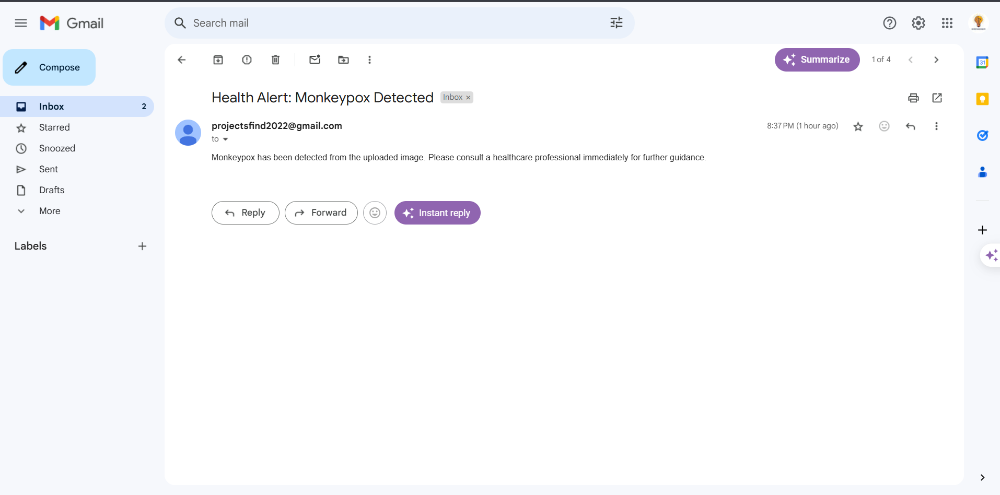 Gmail
Search mail
Compose
Summarize
1 of 4
Inbox 2
Starred
Snoozed
Sent
Drafts
More
Labels
Health Alert: Monkeypox Detected Inbox ×
projectsfind2022@gmail.com
8:37 PM (1 hour ago)
to
Monkeypox has been detected from the uploaded image. Please consult a healthcare professional immediately for further guidance.
Reply
Forward
Instant reply
31